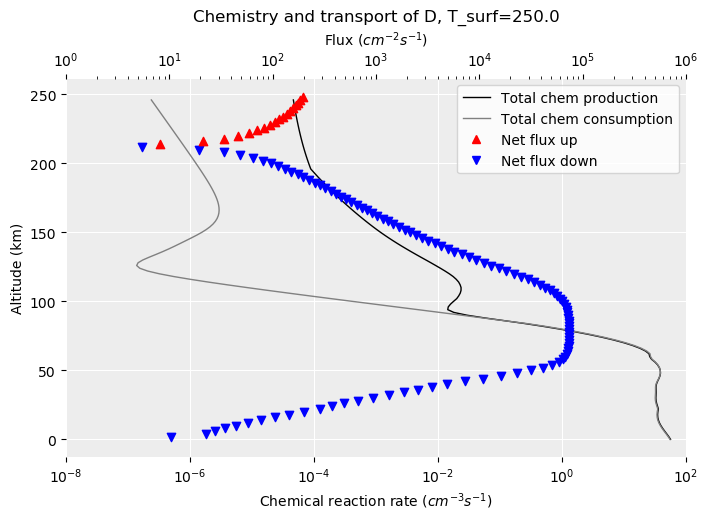 Chemistry and transport of D, T_surf=250.0
Flux (cm⁻²s⁻¹)
10⁰ 10¹ 10² 10³ 10⁴ 10⁵ 10⁶
250
200
150
100
50
0
Altitude (km)
Total chem production
Total chem consumption
Net flux up
Net flux down
10⁻⁸ 10⁻⁶ 10⁻⁴ 10⁻² 10⁰ 10²
Chemical reaction rate (cm⁻³s⁻¹)